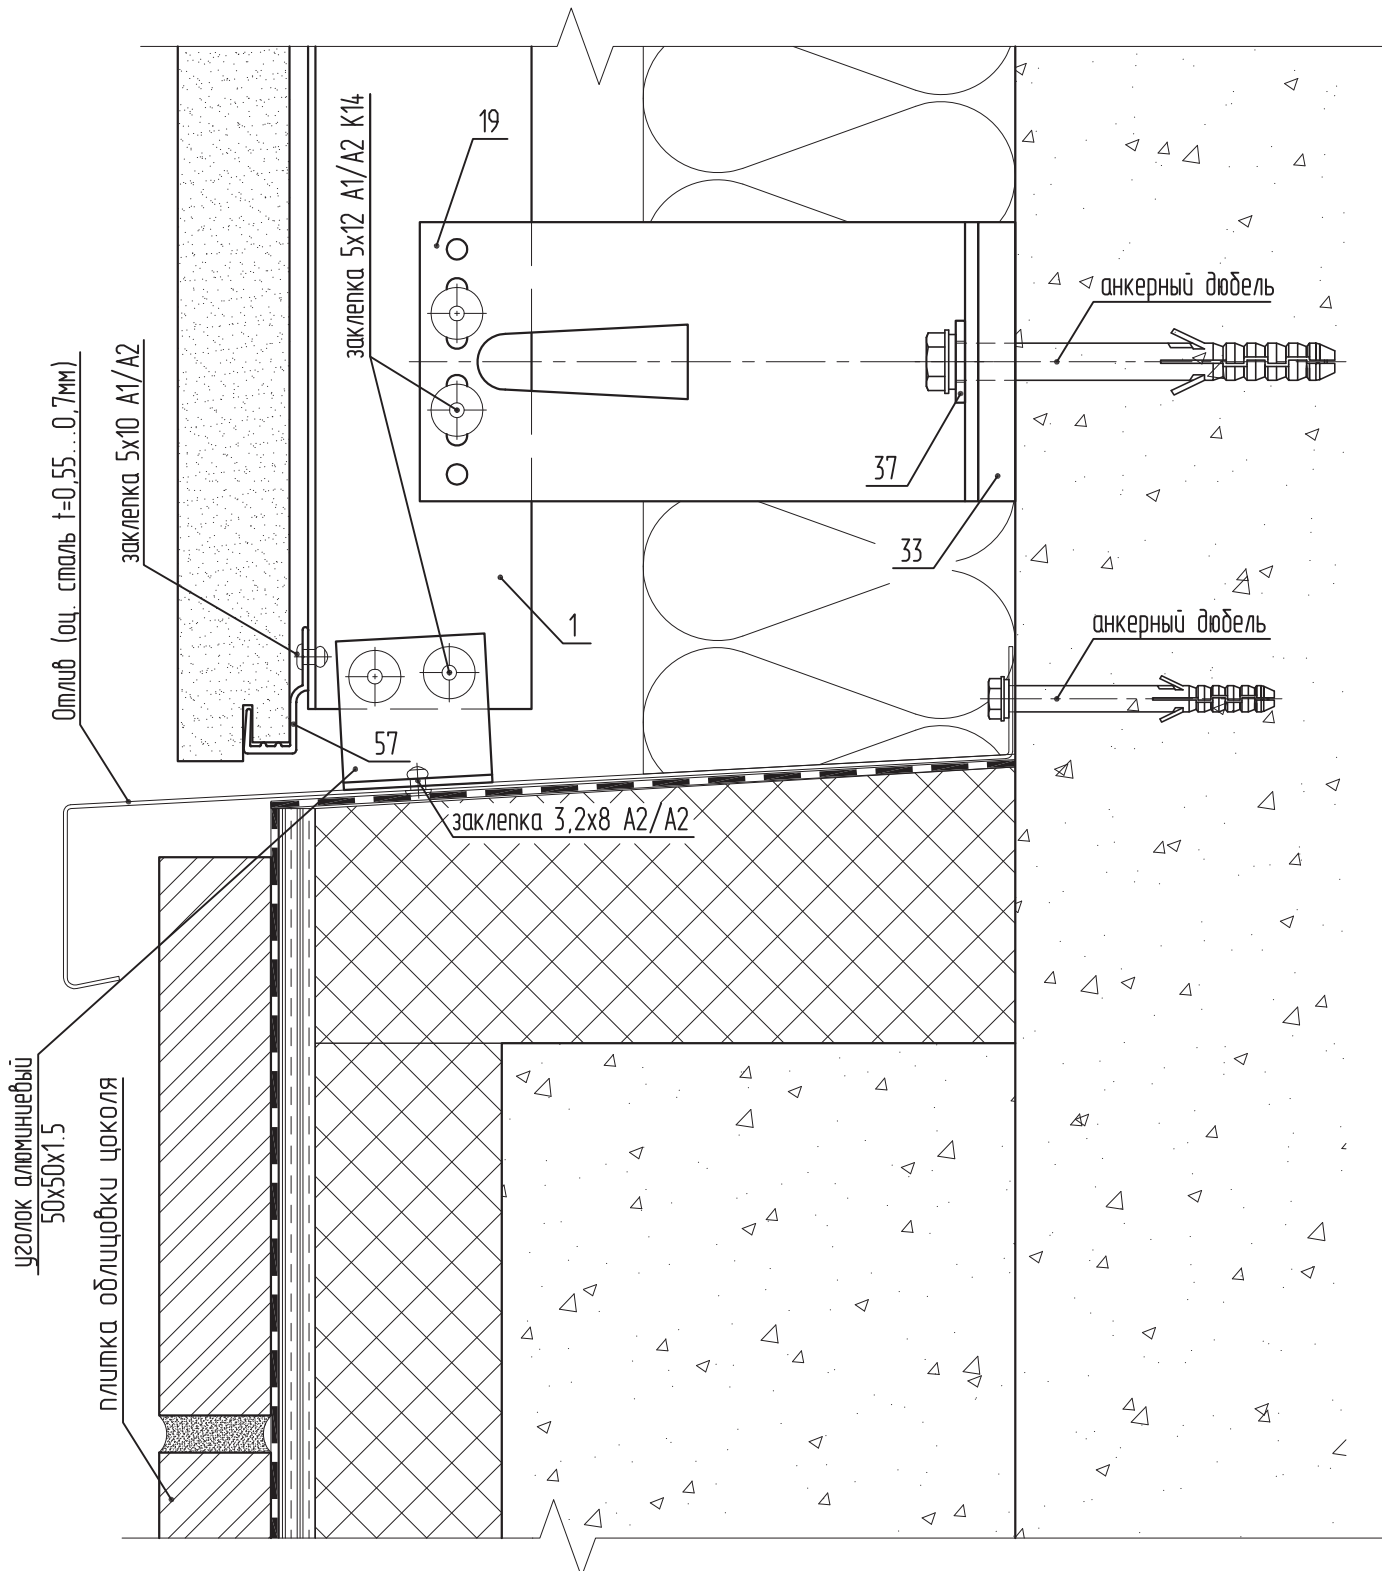 19
заклепка 5х12 А1/А2 К14
анкерный дюбель
заклепка 5х10 А1/А2
Отлив (оц. сталь t=0,55...0,7мм)
37
33
1
анкерный дюбель
57
заклепка 3,2х8 А2/А2
уголок алюминиевый
50х50х1.5
плитка облицовки цоколя